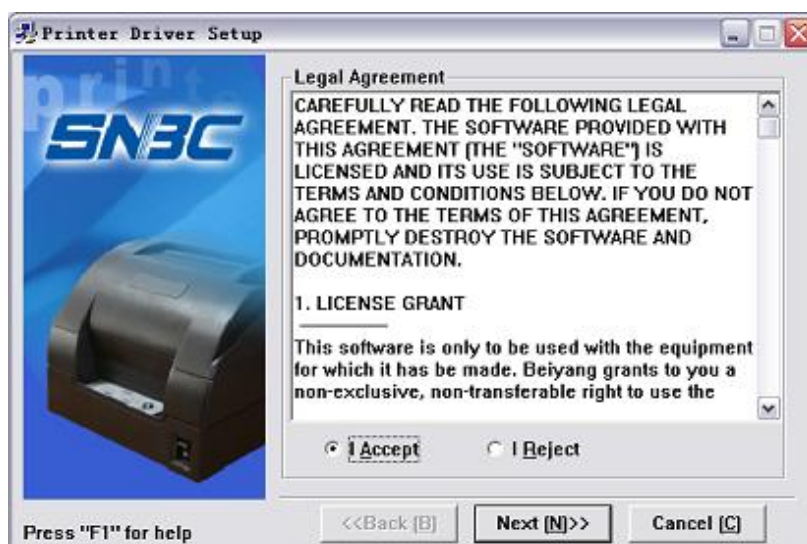 Printer Driver Setup
printe
SNBC
Legal Agreement
CAREFULLY READ THE FOLLOWING LEGAL
AGREEMENT. THE SOFTWARE PROVIDED WITH
THIS AGREEMENT (THE "SOFTWARE") IS
LICENSED AND ITS USE IS SUBJECT TO THE
TERMS AND CONDITIONS BELOW. IF YOU DO NOT
AGREE TO THE TERMS OF THIS AGREEMENT,
PROMPTLY DESTROY THE SOFTWARE AND
DOCUMENTATION.
1. LICENSE GRANT
This software is only to be used with the equipment
for which it has be made. Beiyang grants to you a
non-exclusive, non-transferable right to use the
I Accept
I Reject
<<Back (B)
Next (N)>>
Cancel (C)
Press "F1" for help